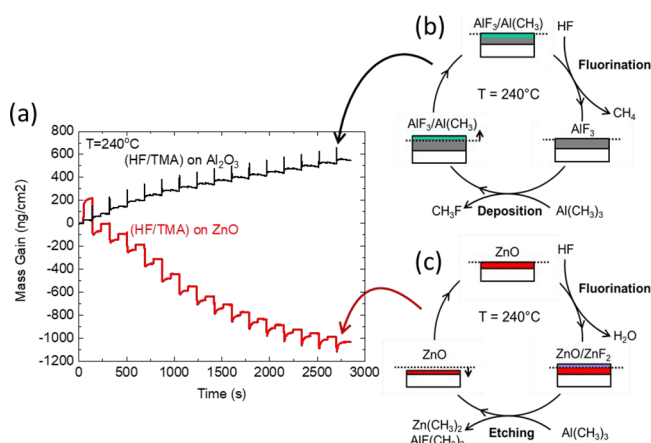 (a)
T=240°C
(HF/TMA) on Al2O3
(HF/TMA) on ZnO
Mass Gain (ng/cm2)
800
600
400
200
0
-200
-400
-600
-800
-1000
-1200
0 500 1000 1500 2000 2500 3000
Time (s)
(b)
AlF3/Al(CH3)
HF
Fluorination
T = 240°C
CH4
AlF3/Al(CH3)
AlF3
CH3F
Deposition
Al(CH3)3
(c)
ZnO
HF
Fluorination
T = 240°C
H2O
ZnO
ZnO/ZnF2
Zn(CH3)2
Etching
Al(CH3)3
AlF(CH3)2